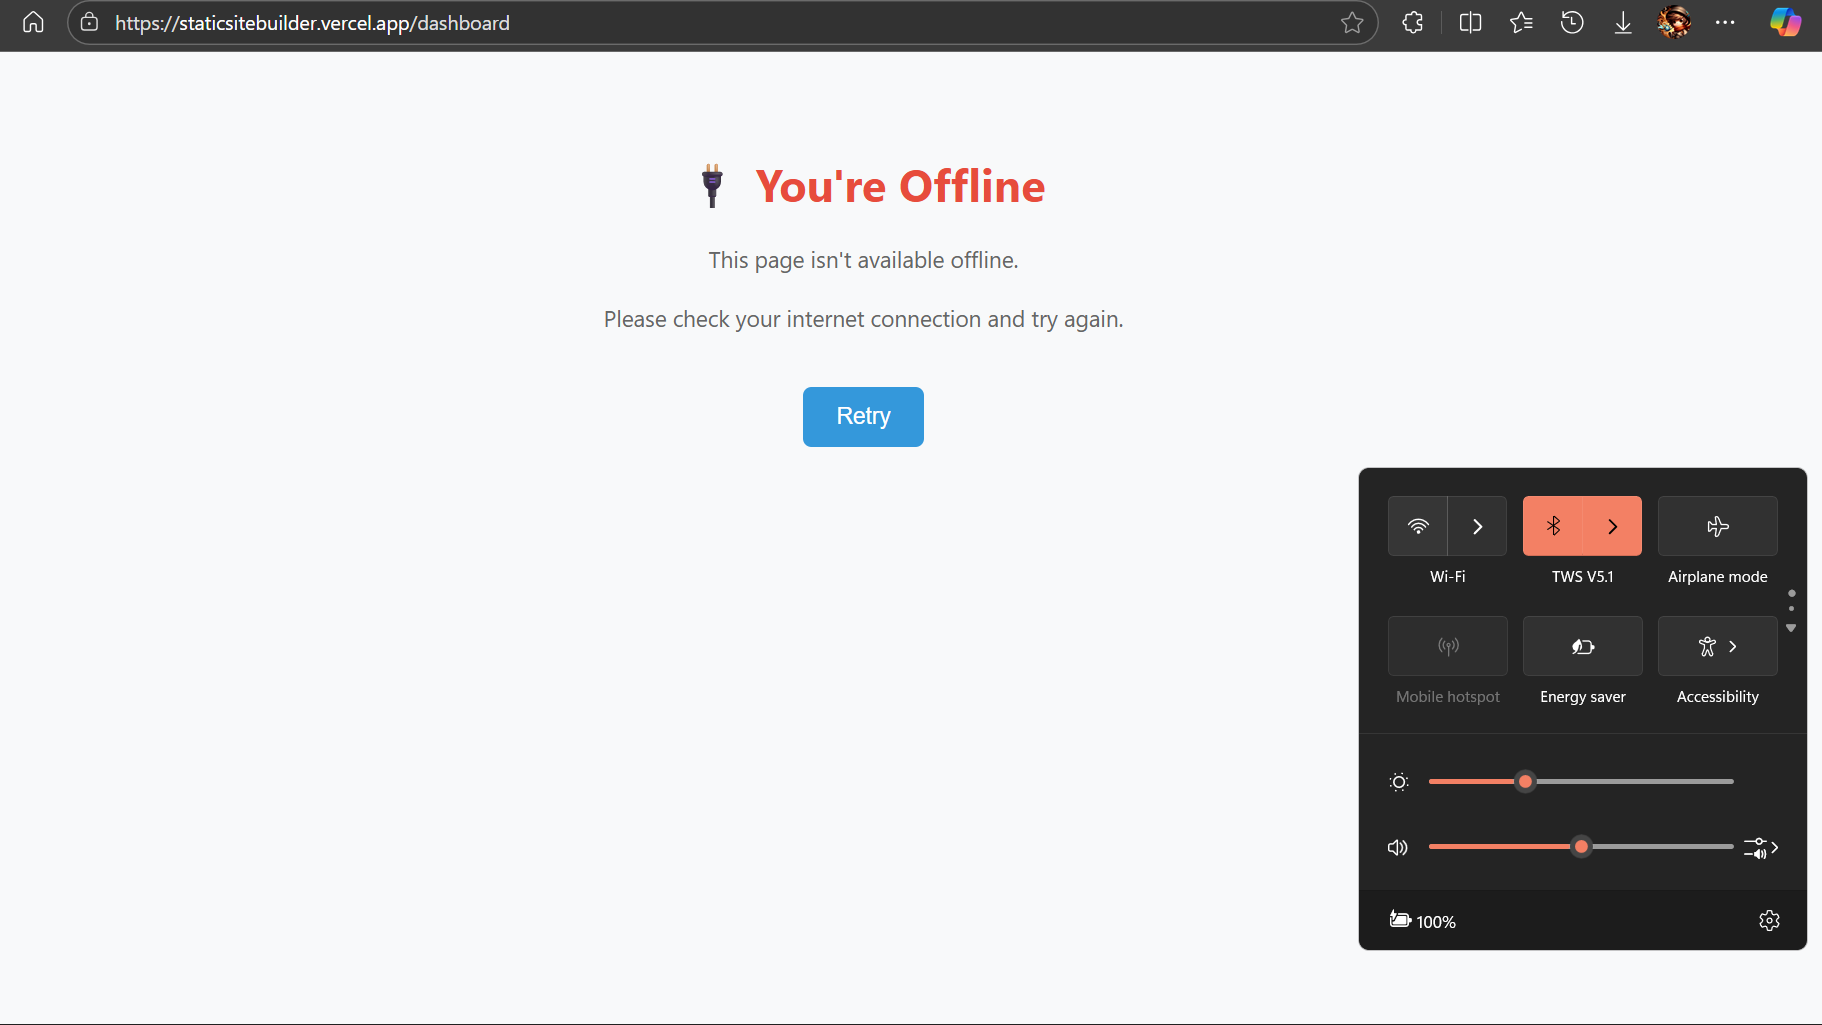 https://staticsitebuilder.vercel.app/dashboard
You're Offline
This page isn't available offline.
Please check your internet connection and try again.
Retry
Wi-Fi
TWS V5.1
Airplane mode
Mobile hotspot
Energy saver
Accessibility
100%